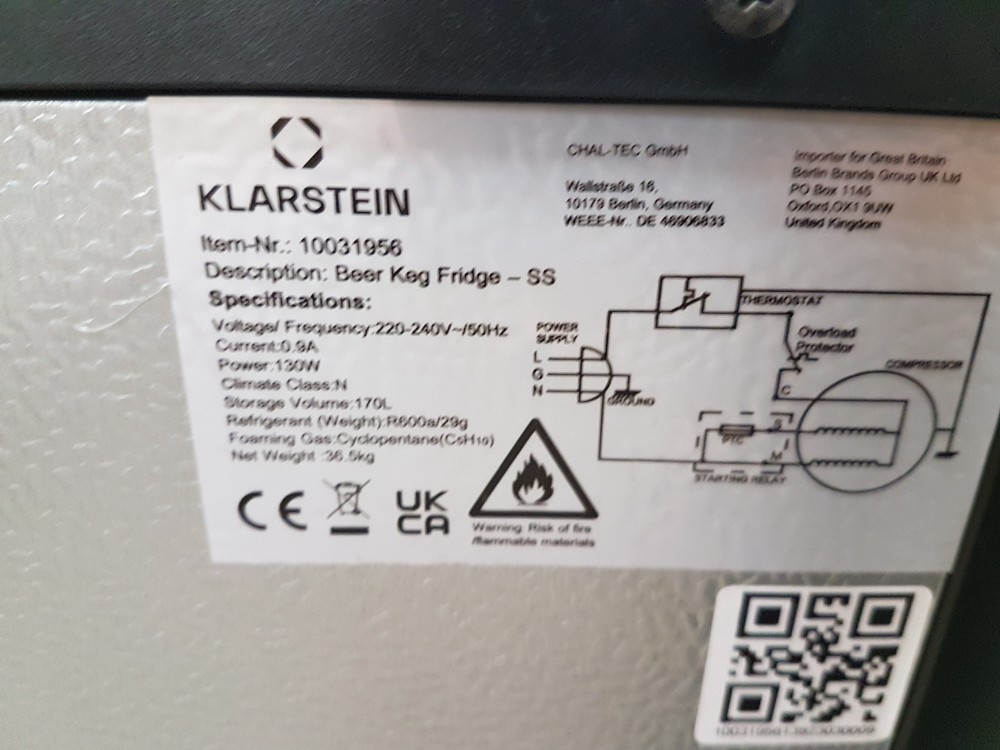 KLARSTEIN
Item-Nr.: 10031956
Description: Beer Keg Fridge – SS
Specifications:
Voltage/ Frequency:220-240V~/50Hz
Current:0.9A
Power:130W
Climate Class:N
Storage Volume:170L
Refrigerant (Weight):R600a/29g
Foaming Gas:Cyclopentane(C5H10)
Net Weight :36.5kg
CE
UK
CA
Warning: Risk of fire
/flammable materials
CHAL-TEC GmbH
Wallstraße 16,
10179 Berlin, Germany
WEEE-Nr.. DE 46906833
Importer for Great Britain
Berlin Brands Group UK Ltd
PO Box 1145
Oxford,OX1 9UW
United Kingdom
POWER
SUPPLY
L
G
N
GROUND
THERMOSTAT
Overload
Protector
COMPRESSOR
C
S
PTC
M
STARTING RELAY